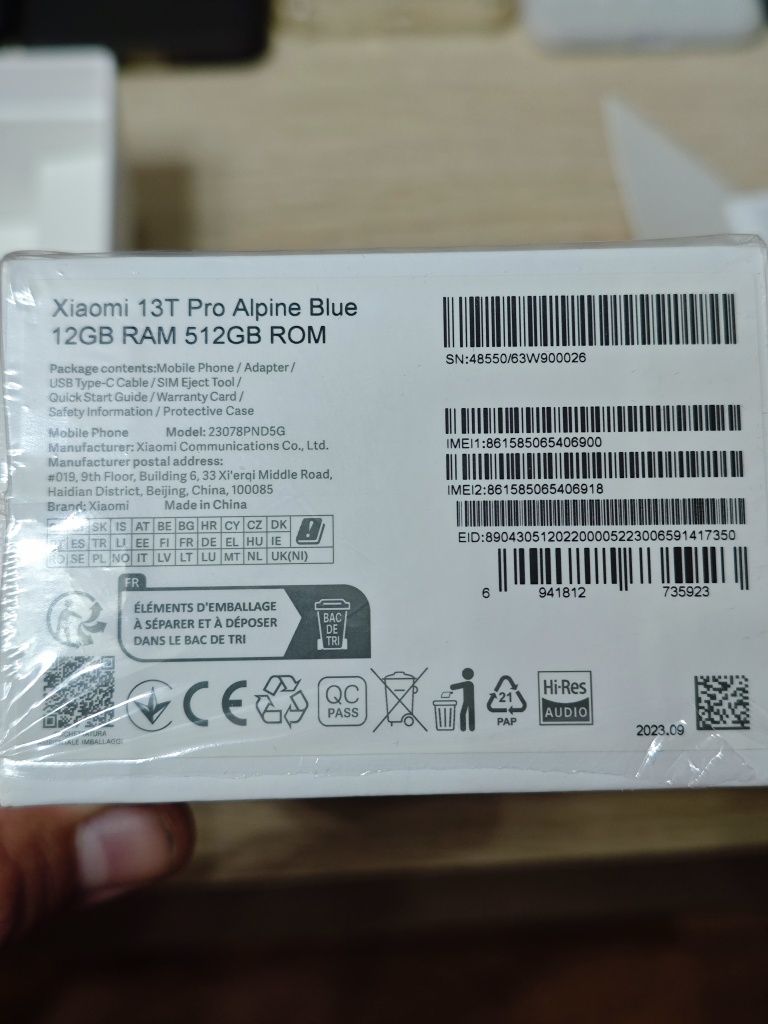 Xiaomi 13T Pro Alpine Blue
12GB RAM 512GB ROM
Package contents:Mobile Phone / Adapter /
USB Type-C Cable / SIM Eject Tool /
Quick Start Guide / Warranty Card /
Safety Information / Protective Case
Mobile Phone Model: 23078PND5G
Manufacturer: Xiaomi Communications Co., Ltd.
Manufacturer postal address:
#019, 9th Floor, Building 6, 33 Xi'erqi Middle Road,
Haidian District, Beijing, China, 100085
Brand: Xiaomi Made in China
SK IS AT BE BG HR CY CZ DK
ES TR LI EE FI FR DE EL HU IE
RO SE PL NO IT LV LT LU MT NL UK(NI)
SN:48550/63W900026
IMEI1:861585065406900
IMEI2:861585065406918
EID:89043051202200005223006591417350
6 941812 735923
FR
ÉLÉMENTS D'EMBALLAGE
À SÉPARER ET À DÉPOSER
DANS LE BAC DE TRI
BAC
DE
TRI
CE
QC
PASS
21
PAP
Hi-Res
AUDIO
2023.09
IMBALLAGGI